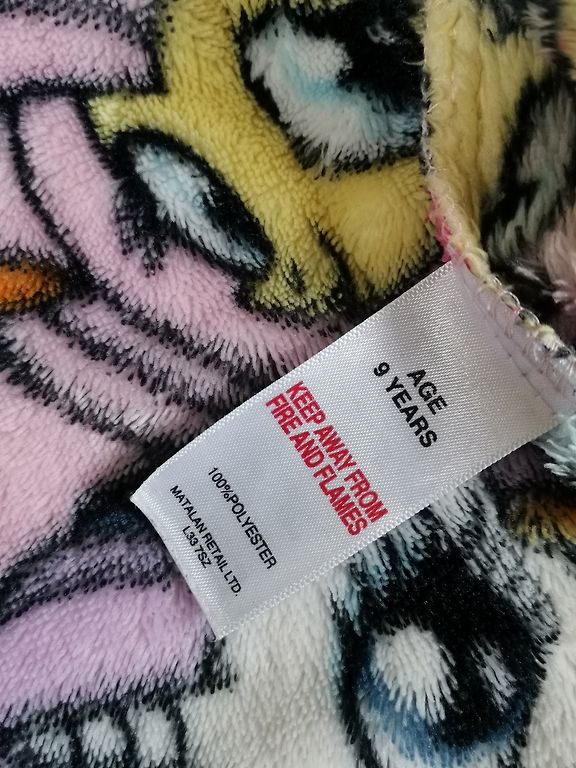 AGE
9 YEARS
KEEP AWAY FROM
FIRE AND FLAMES
100%POLYESTER
MATALAN RETAIL LTD.
L33 7SZ